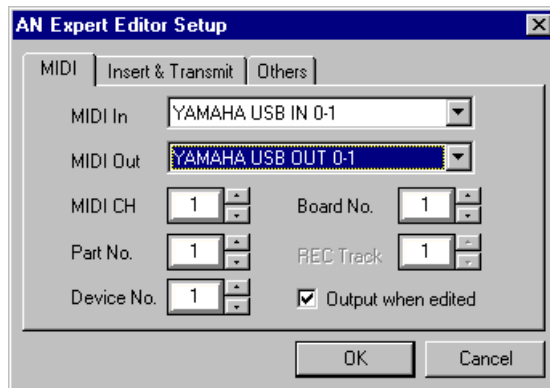 AN Expert Editor Setup
MIDI Insert & Transmit Others
MIDI In YAMAHA USB IN 0-1
MIDI Out YAMAHA USB OUT 0-1
MIDI CH 1 Board No. 1
Part No. 1 REC Track 1
Device No. 1 Output when edited
OK Cancel